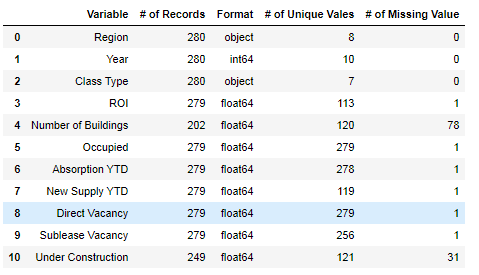 Variable # of Records Format # of Unique Vales # of Missing Value
0 Region 280 object 8 0
1 Year 280 int64 10 0
2 Class Type 280 object 7 0
3 ROI 279 float64 113 1
4 Number of Buildings 202 float64 120 78
5 Occupied 279 float64 279 1
6 Absorption YTD 279 float64 278 1
7 New Supply YTD 279 float64 119 1
8 Direct Vacancy 279 float64 279 1
9 Sublease Vacancy 279 float64 256 1
10 Under Construction 249 float64 121 31